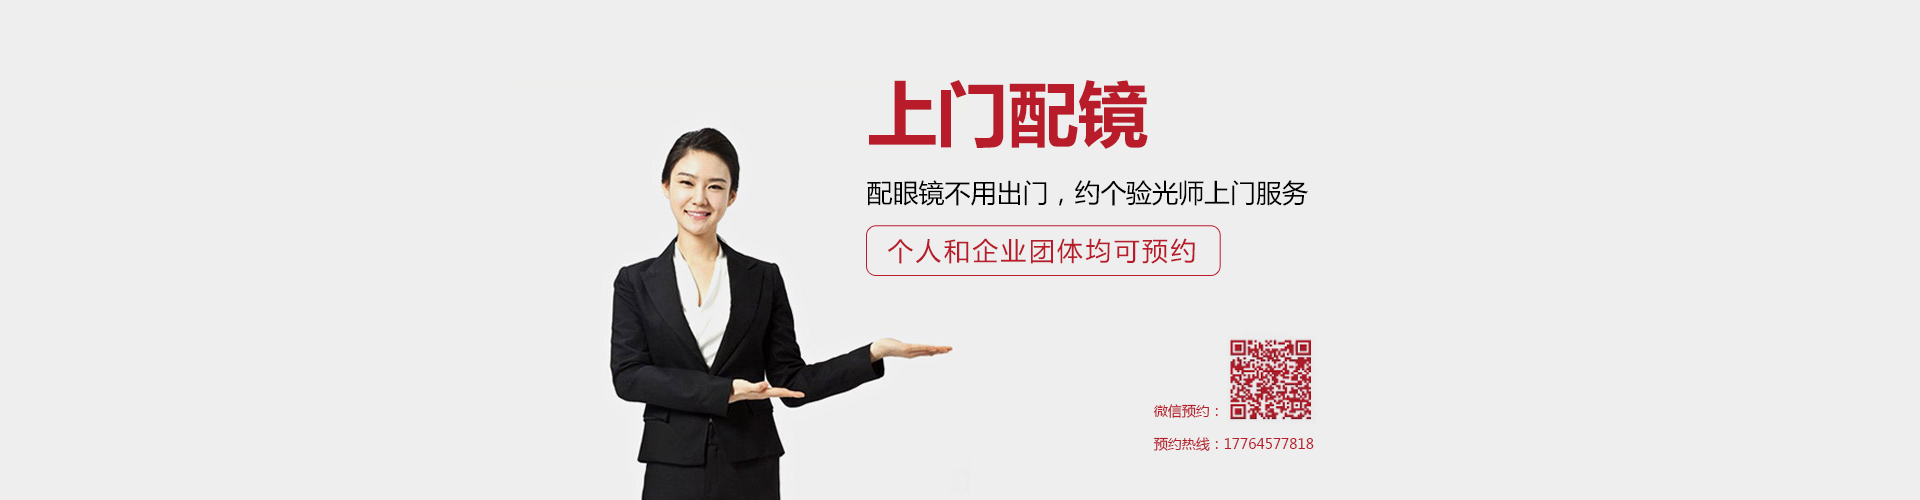 上门配镜
配眼镜不用出门，约个验光师上门服务
个人和企业团体均可预约
微信预约：
预约热线：17764577818